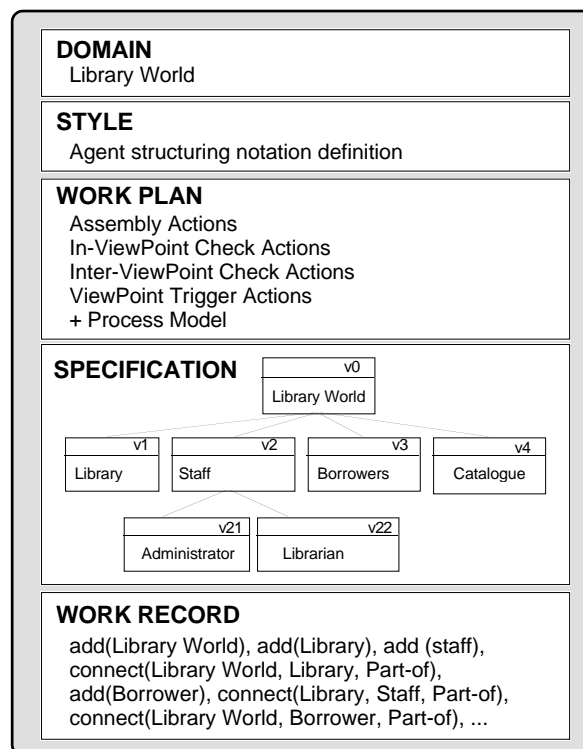 DOMAIN
Library World
STYLE
Agent structuring notation definition
WORK PLAN
Assembly Actions
In-ViewPoint Check Actions
Inter-ViewPoint Check Actions
ViewPoint Trigger Actions
+ Process Model
SPECIFICATION
v0
Library World
v1
Library
v2
Staff
v3
Borrowers
v4
Catalogue
v21
Administrator
v22
Librarian
WORK RECORD
add(Library World), add(Library), add (staff),
connect(Library World, Library, Part-of),
add(Borrower), connect(Library, Staff, Part-of),
connect(Library World, Borrower, Part-of), ...